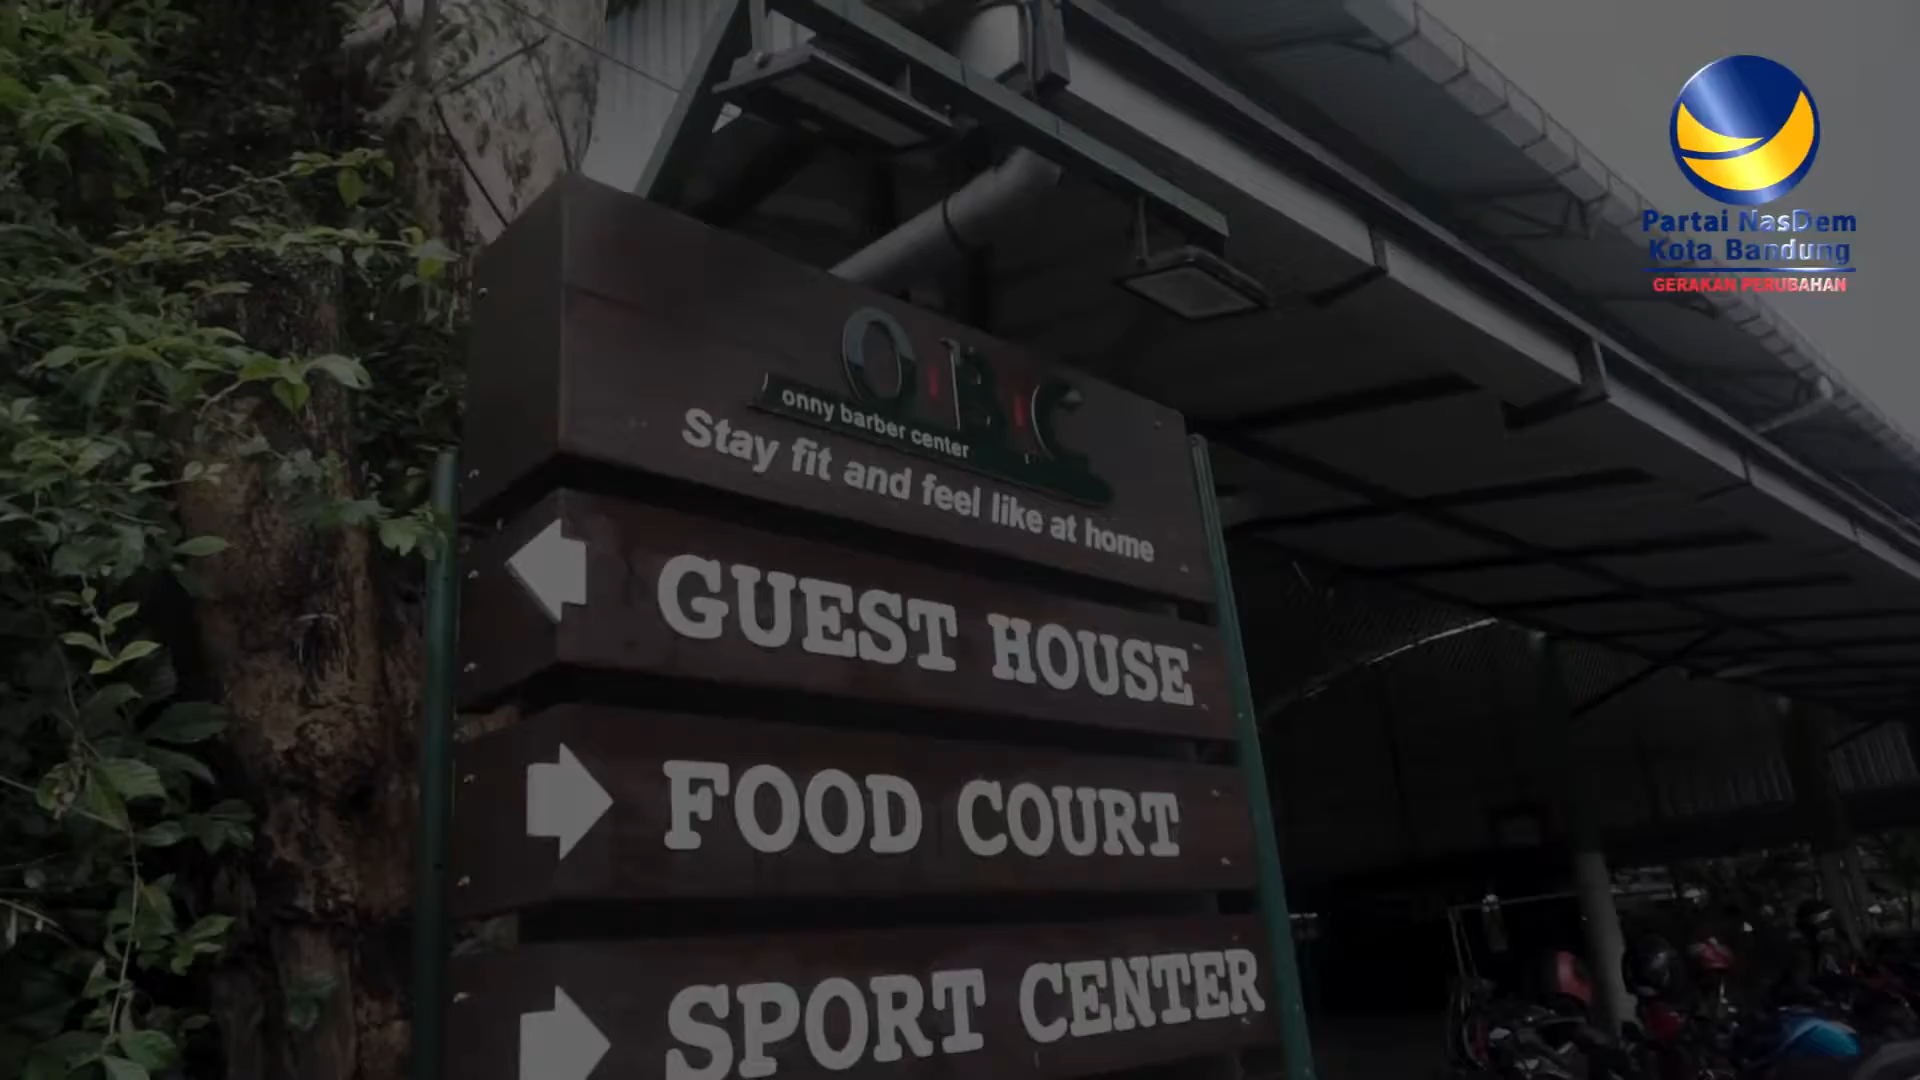 Partai NasDem
Kota Bandung
GERAKAN PERUBAHAN
OBC
onny barber center
Stay fit and feel like at home
GUEST HOUSE
FOOD COURT
SPORT CENTER